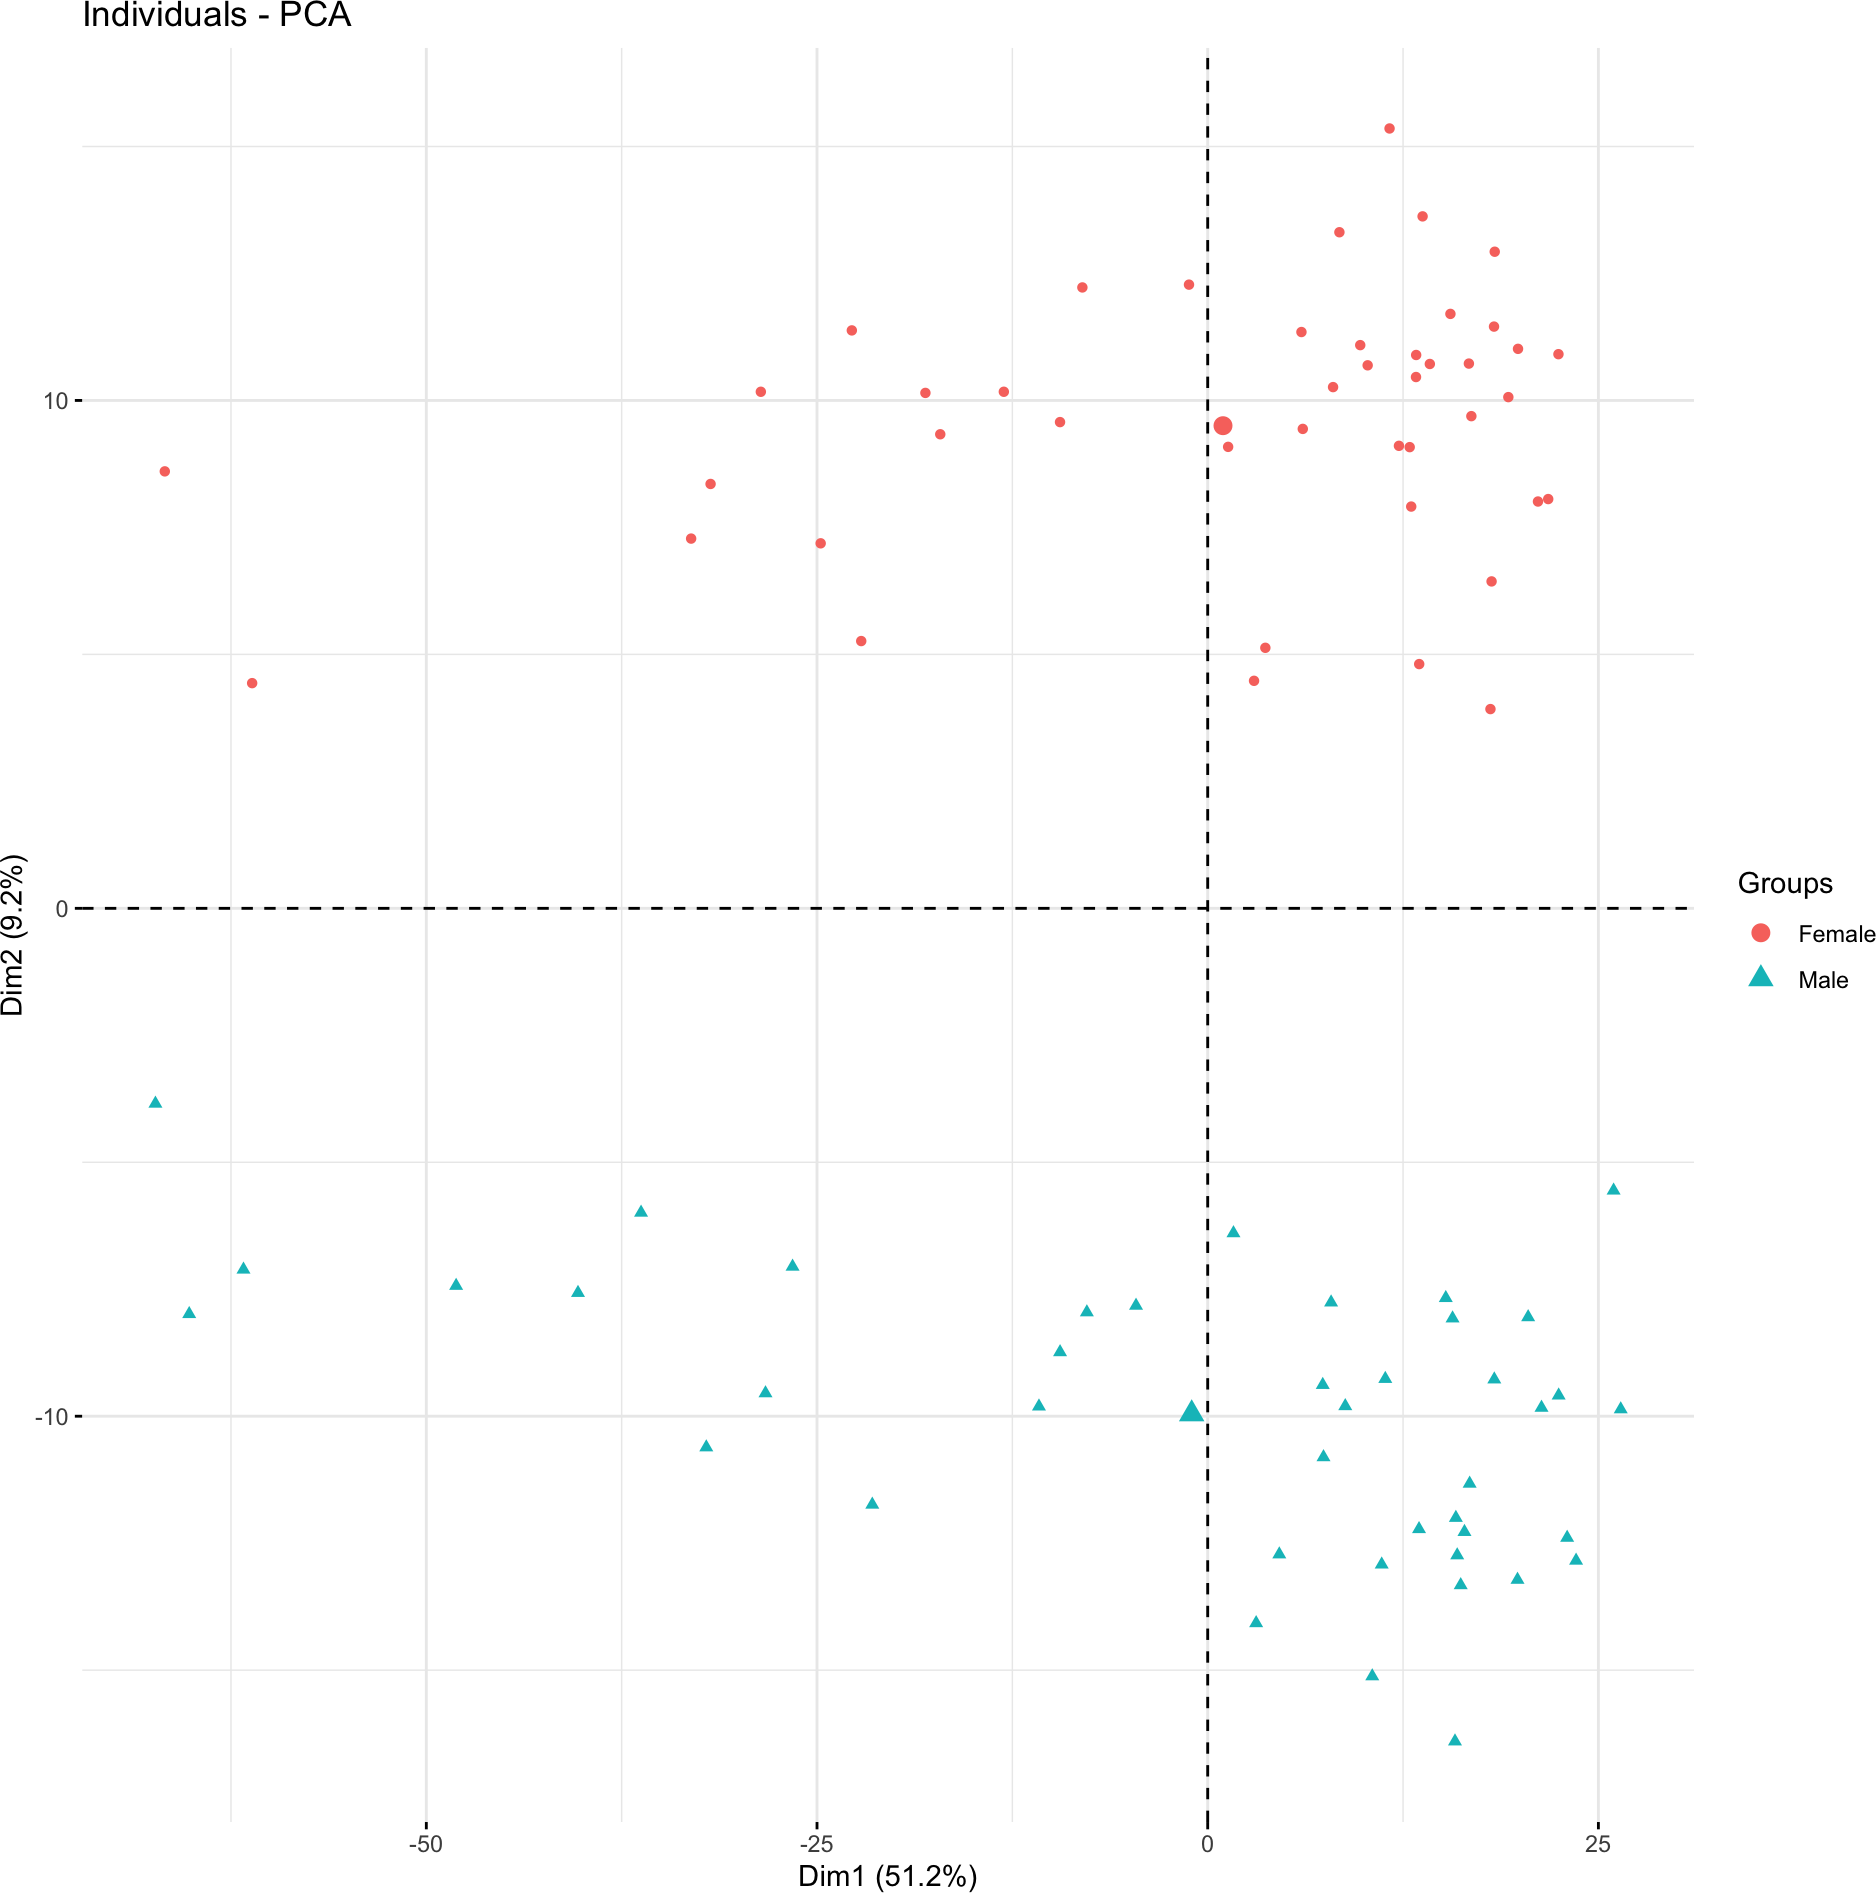 Individuals - PCA
10
0
-10
Dim2 (9.2%)
-50
-25
0
25
Dim1 (51.2%)
Groups
Female
Male